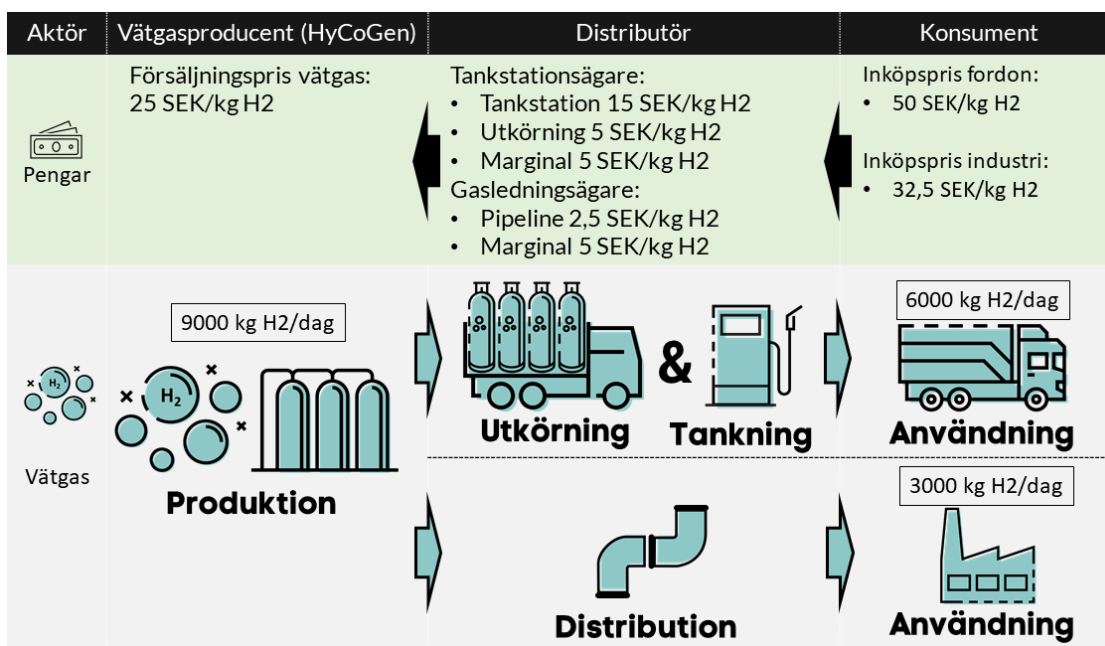 Aktör
Vätgasproducent (HyCoGen)
Distributör
Konsument
Pengar
Försäljningspris vätgas:
25 SEK/kg H2
Tankstationsägare:
• Tankstation 15 SEK/kg H2
• Utkörning 5 SEK/kg H2
• Marginal 5 SEK/kg H2
Gasledningsägare:
• Pipeline 2,5 SEK/kg H2
• Marginal 5 SEK/kg H2
Inköpspris fordon:
• 50 SEK/kg H2
Inköpspris industri:
• 32,5 SEK/kg H2
Vätgas
H₂
9000 kg H2/dag
H₂
Produktion
&
Utkörning
Tankning
6000 kg H2/dag
Användning
Distribution
3000 kg H2/dag
Användning